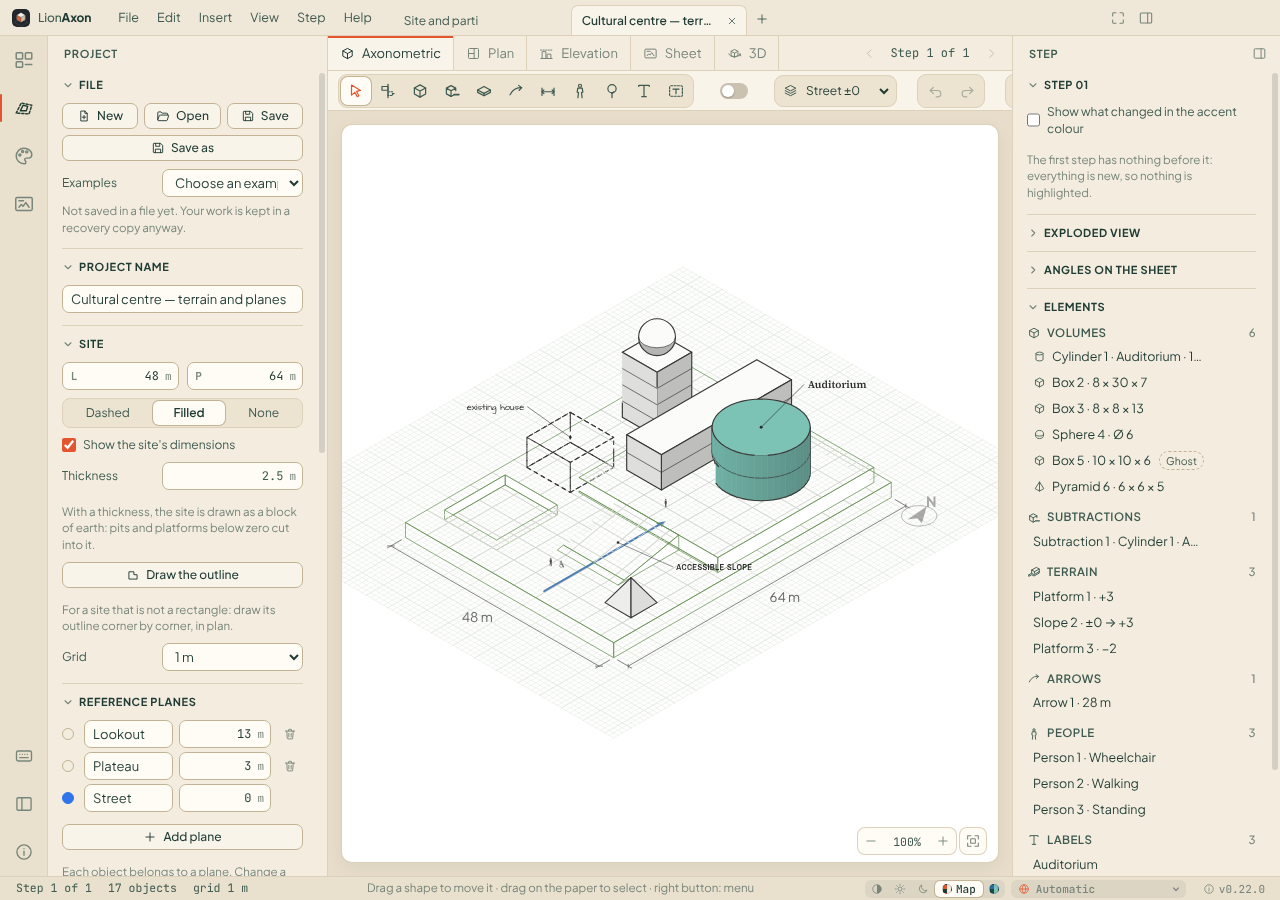 LionAxon File Edit Insert View Step Help
Site and parti
Cultural centre — terr…
PROJECT
FILE
New Open Save
Save as
Examples Choose an examp
Not saved in a file yet. Your work is kept in a
recovery copy anyway.
PROJECT NAME
Cultural centre — terrain and planes
SITE
L 48 m P 64 m
Dashed Filled None
Show the site's dimensions
Thickness 2.5 m
With a thickness, the site is drawn as a block
of earth: pits and platforms below zero cut
into it.
Draw the outline
For a site that is not a rectangle: draw its
outline corner by corner, in plan.
Grid 1 m
REFERENCE PLANES
Lookout 13 m
Plateau 3 m
Street 0 m
Add plane
Each object belongs to a plane. Change a
Axonometric Plan Elevation Sheet 3D
Step 1 of 1
Street ±0
Auditorium
existing house
N
ACCESSIBLE SLOPE
64 m
48 m
100%
STEP
STEP 01
Show what changed in the accent
colour
The first step has nothing before it:
everything is new, so nothing is
highlighted.
EXPLODED VIEW
ANGLES ON THE SHEET
ELEMENTS
VOLUMES 6
Cylinder 1 · Auditorium · 1…
Box 2 · 8 × 30 × 7
Box 3 · 8 × 8 × 13
Sphere 4 · Ø 6
Box 5 · 10 × 10 × 6 Ghost
Pyramid 6 · 6 × 6 × 5
SUBTRACTIONS 1
Subtraction 1 · Cylinder 1 · A…
TERRAIN 3
Platform 1 · +3
Slope 2 · ±0 → +3
Platform 3 · −2
ARROWS 1
Arrow 1 · 28 m
PEOPLE 3
Person 1 · Wheelchair
Person 2 · Walking
Person 3 · Standing
LABELS 3
Auditorium
Step 1 of 1 17 objects grid 1 m
Drag a shape to move it · drag on the paper to select · right button: menu
Map
Automatic
v0.22.0